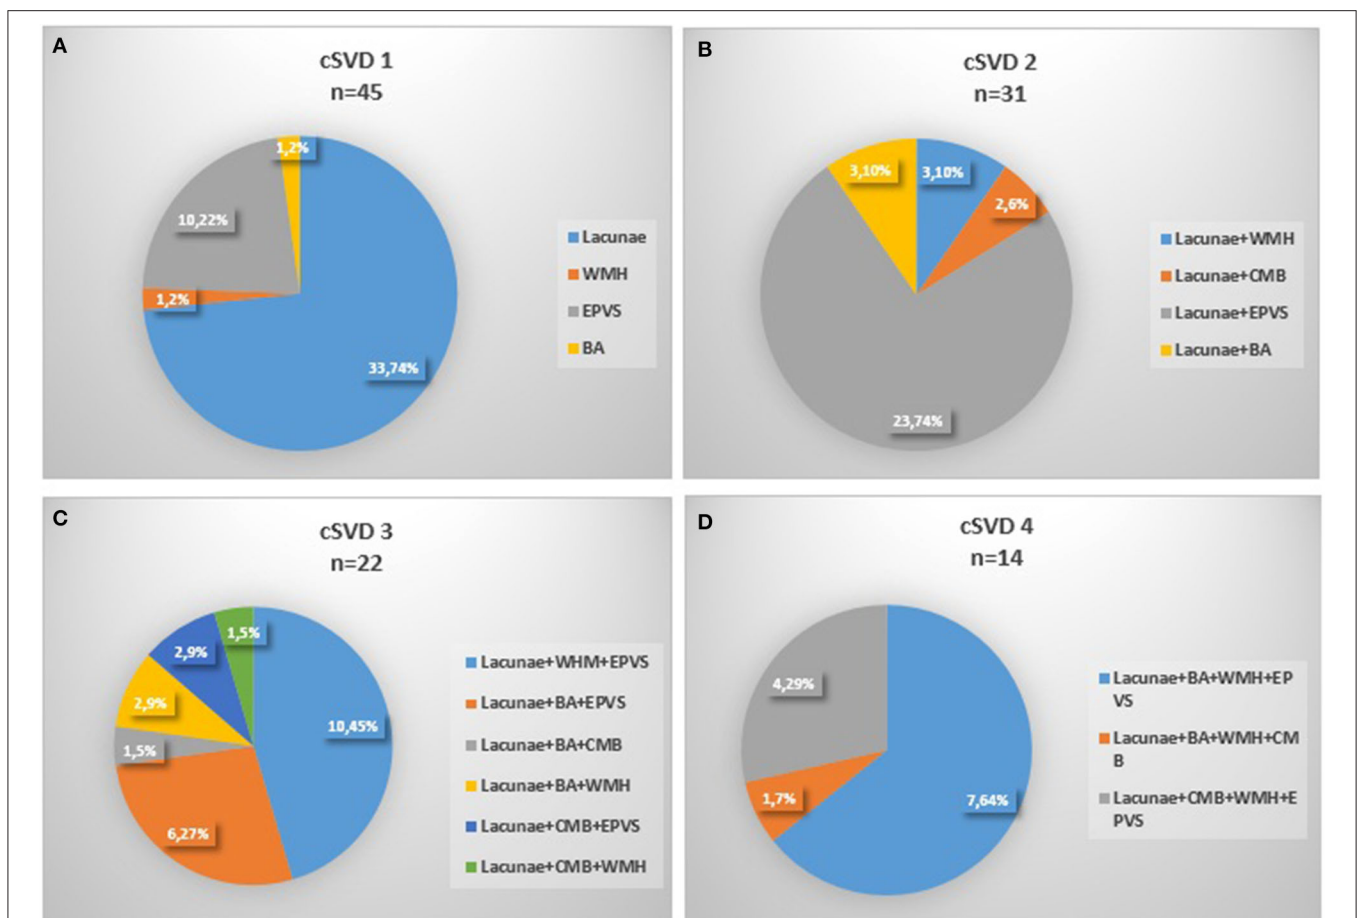 A
cSVD 1
n=45
1,2%
10,22%
1,2%
33,74%
Lacunae
WMH
EPVS
BA
B
cSVD 2
n=31
3,10%
3,10%
2,6%
23,74%
Lacunae+WMH
Lacunae+CMB
Lacunae+EPVS
Lacunae+BA
C
cSVD 3
n=22
1,5%
2,9%
2,9%
10,45%
1,5%
6,27%
Lacunae+WHM+EPVS
Lacunae+BA+EPVS
Lacunae+BA+CMB
Lacunae+BA+WMH
Lacunae+CMB+EPVS
Lacunae+CMB+WMH
D
cSVD 4
n=14
4,29%
1,7%
7,64%
Lacunae+BA+WMH+EP
VS
Lacunae+BA+WMH+CM
B
Lacunae+CMB+WMH+E
PVS